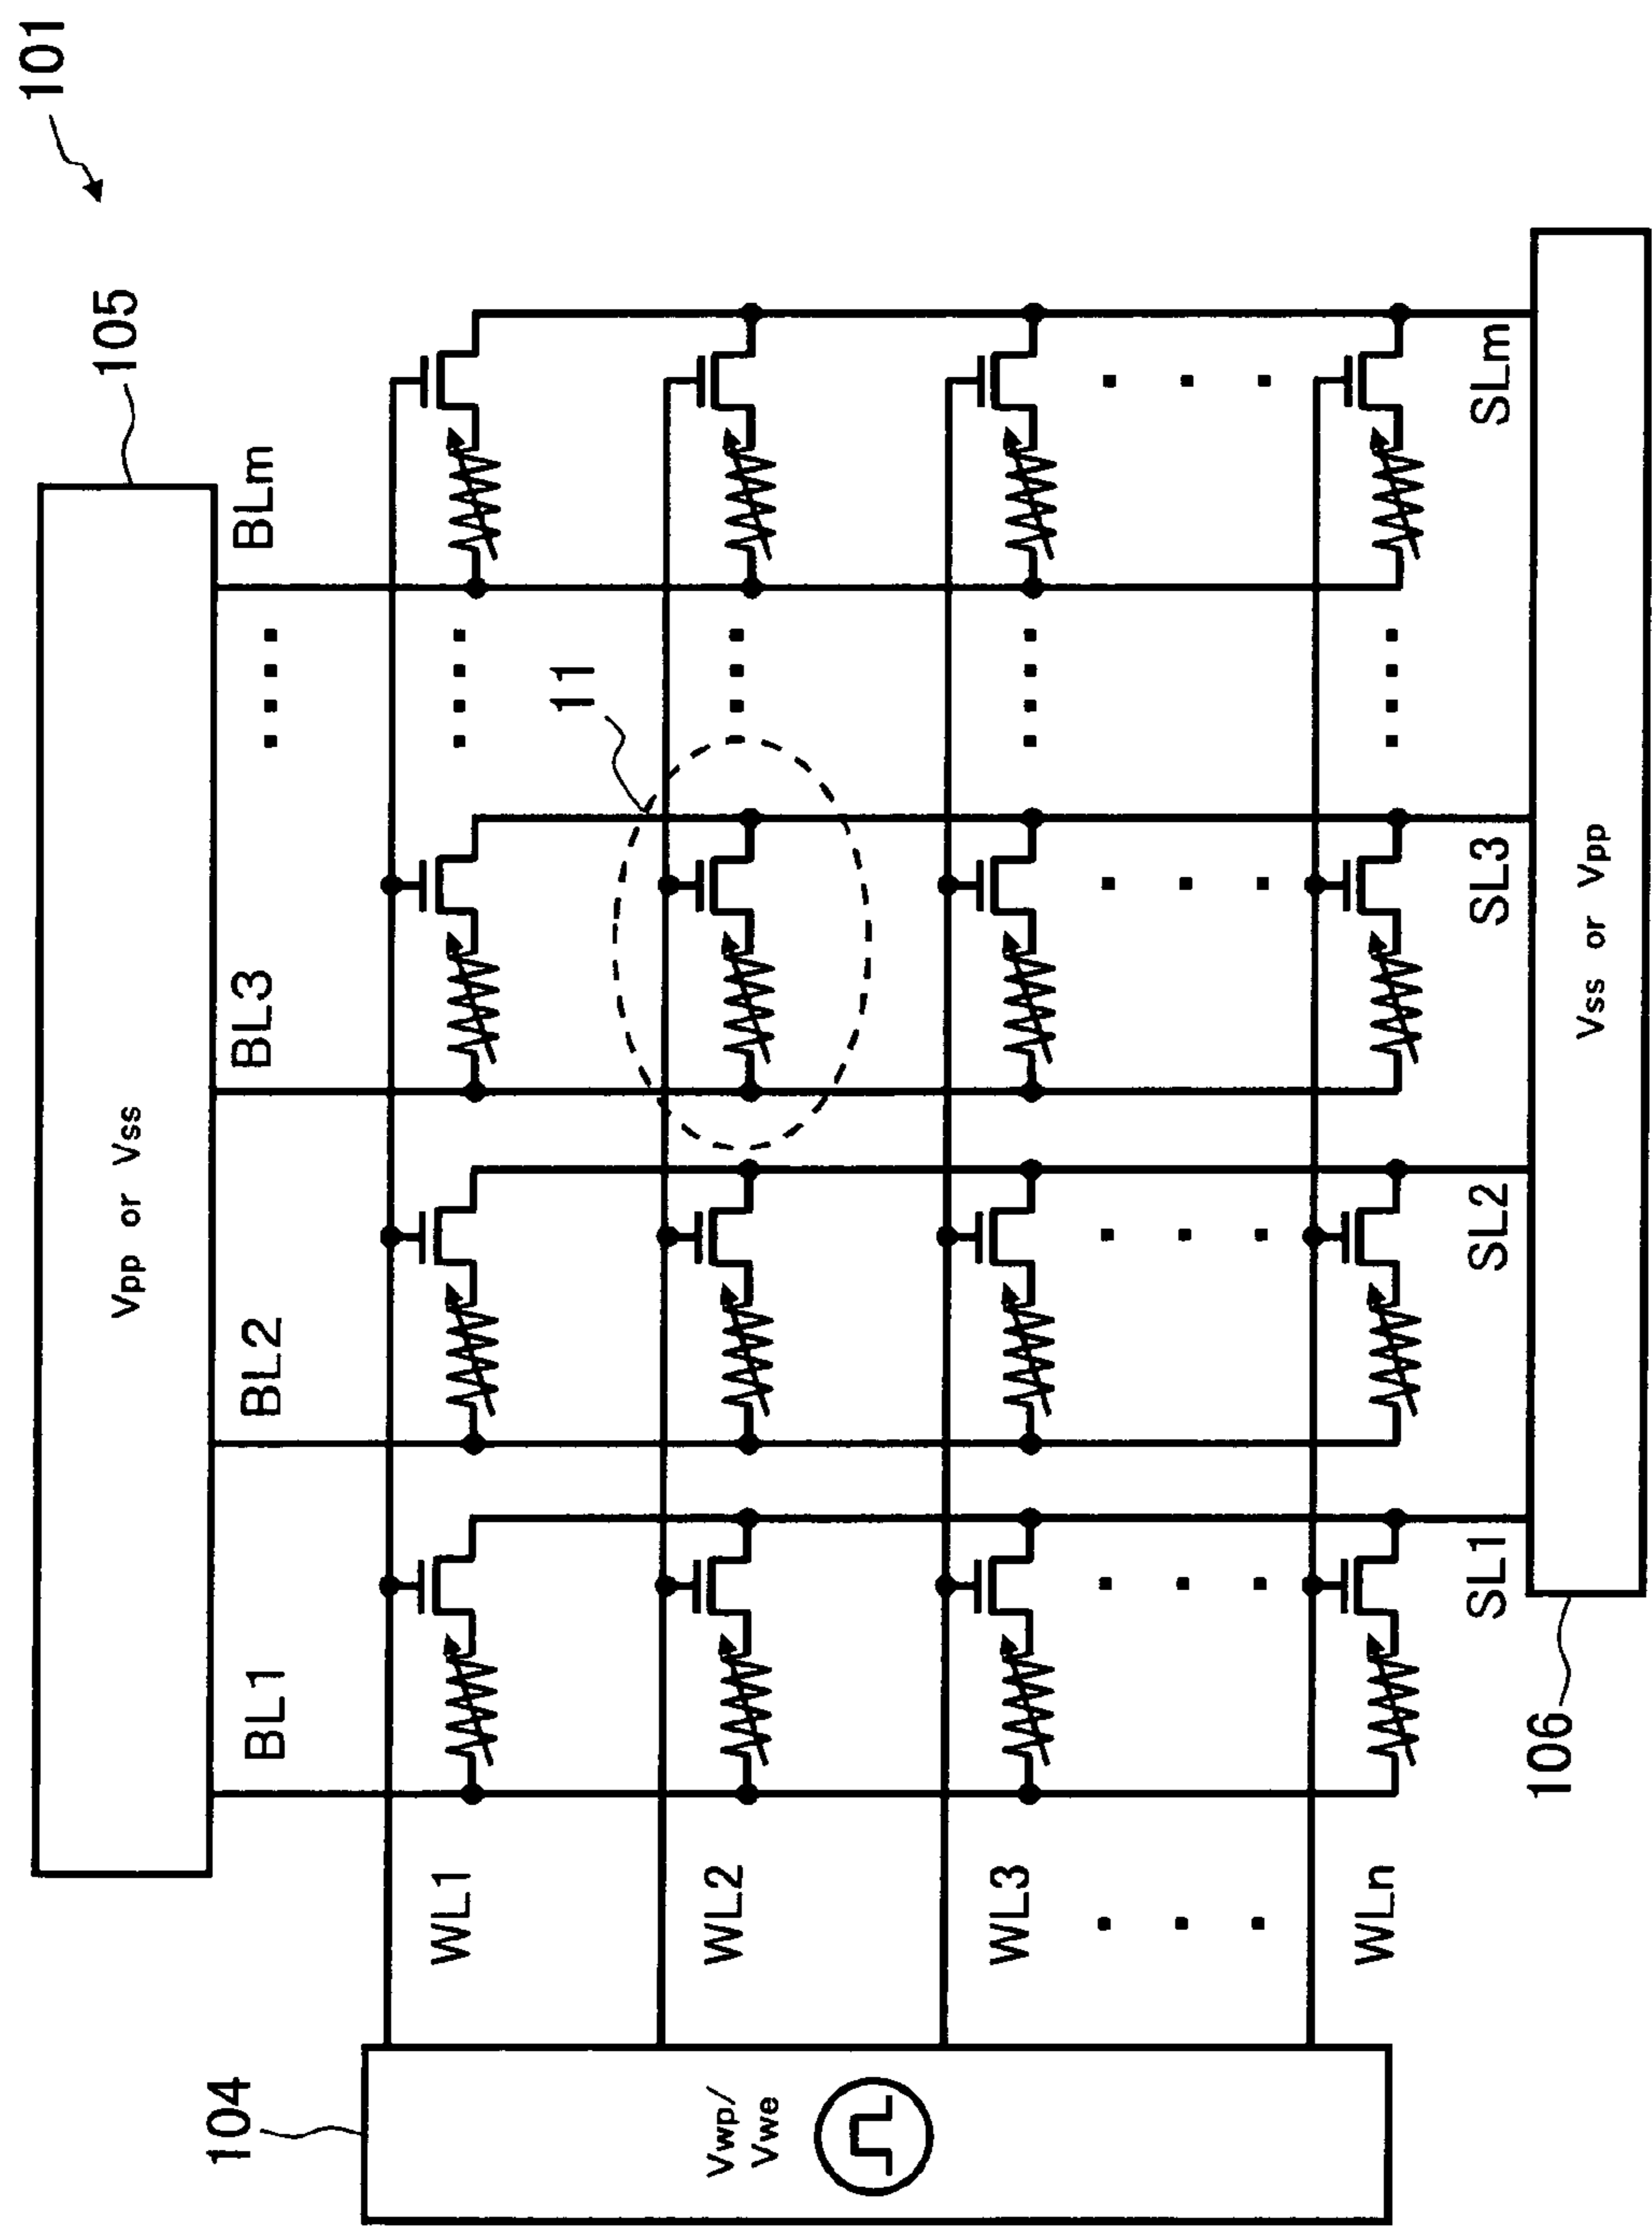 101
105
Vpp or Vss
BL1
BL2
BL3
BLm
11
104
Vwp/
Vwe
WL1
WL2
WL3
WLn
SL1
SL2
SL3
SLm
Vss or Vpp
106